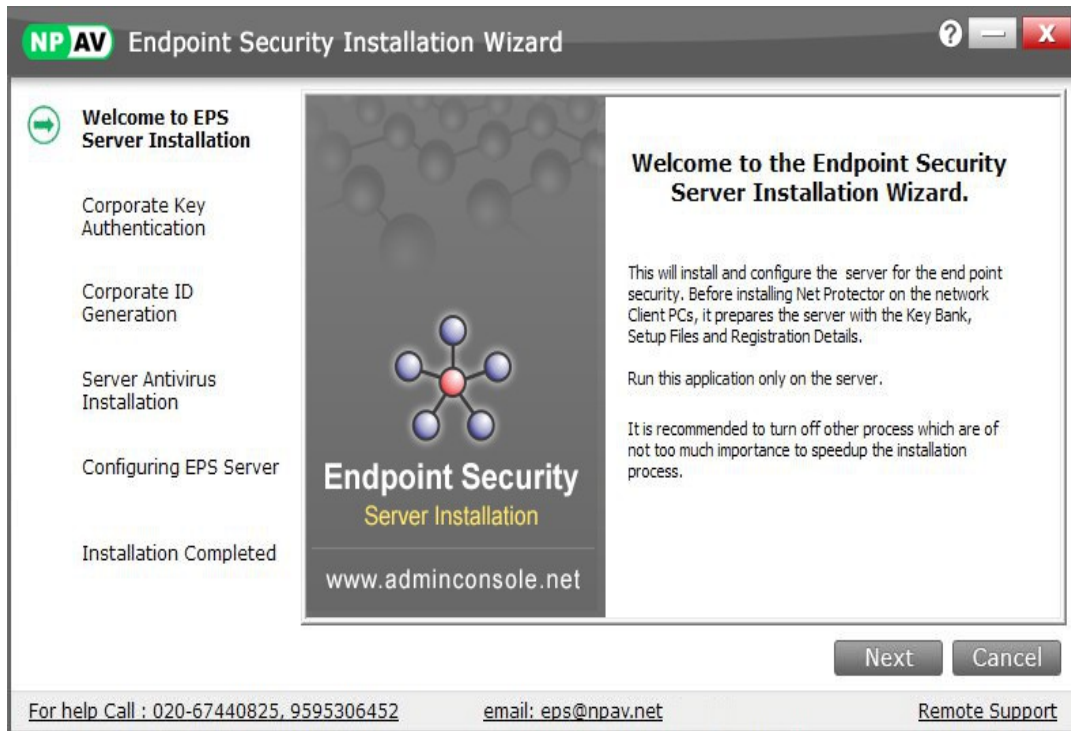 NP AV Endpoint Security Installation Wizard
? — X
Welcome to EPS
Server Installation
Corporate Key
Authentication
Corporate ID
Generation
Server Antivirus
Installation
Configuring EPS Server
Installation Completed
Endpoint Security
Server Installation
www.adminconsole.net
Welcome to the Endpoint Security
Server Installation Wizard.
This will install and configure the server for the end point
security. Before installing Net Protector on the network
Client PCs, it prepares the server with the Key Bank,
Setup Files and Registration Details.
Run this application only on the server.
It is recommended to turn off other process which are of
not too much importance to speedup the installation
process.
Next Cancel
For help Call : 020-67440825, 9595306452 email: eps@npav.net Remote Support